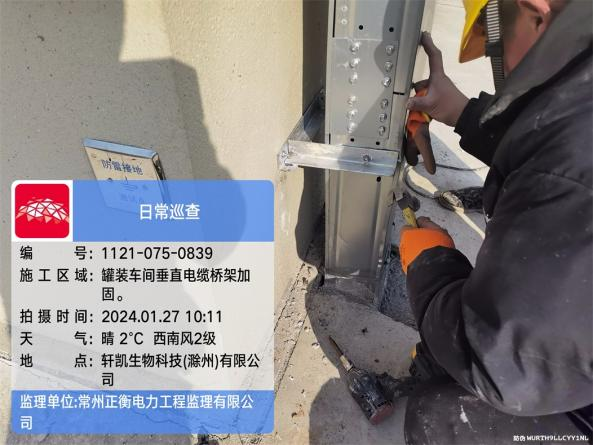 防雷接地
日常巡查
编号：1121-075-0839
施工区域：罐装车间垂直电缆桥架加
固。
拍摄时间：2024.01.27 10:11
天气：晴 2°C 西南风2级
地点：轩凯生物科技(滁州)有限公
司
监理单位:常州正衡电力工程监理有限公
司
防伪 WURTH9LLCYY1NL